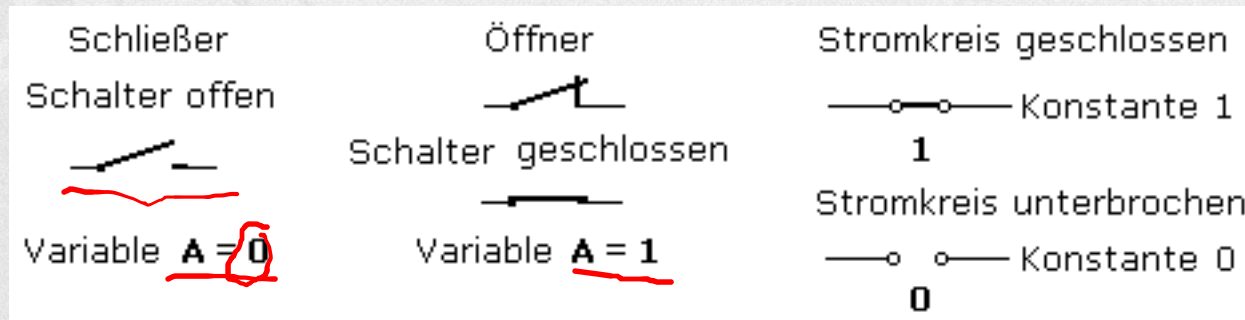 Schließer
Schalter offen
Variable A = 0
Öffner
Schalter geschlossen
Variable A = 1
Stromkreis geschlossen
Konstante 1
1
Stromkreis unterbrochen
Konstante 0
0